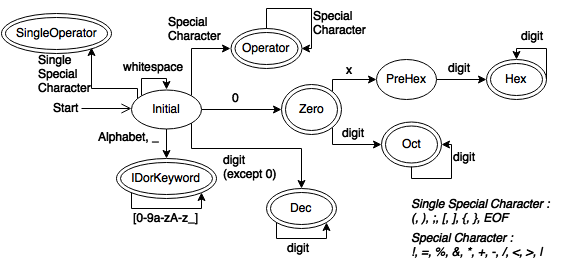 SingleOperator
Special
Character
Operator
Special
Character
Single
Special
Character
whitespace
Start
Initial
0
Zero
x
PreHex
digit
Hex
digit
digit
Oct
digit
Alphabet, _
IDorKeyword
[0-9a-zA-z_]
digit
(except 0)
Dec
digit
Single Special Character :
(, ), ;, [, ], {, }, EOF
Special Character :
!, =, %, &, *, +, -, /, <, >, |